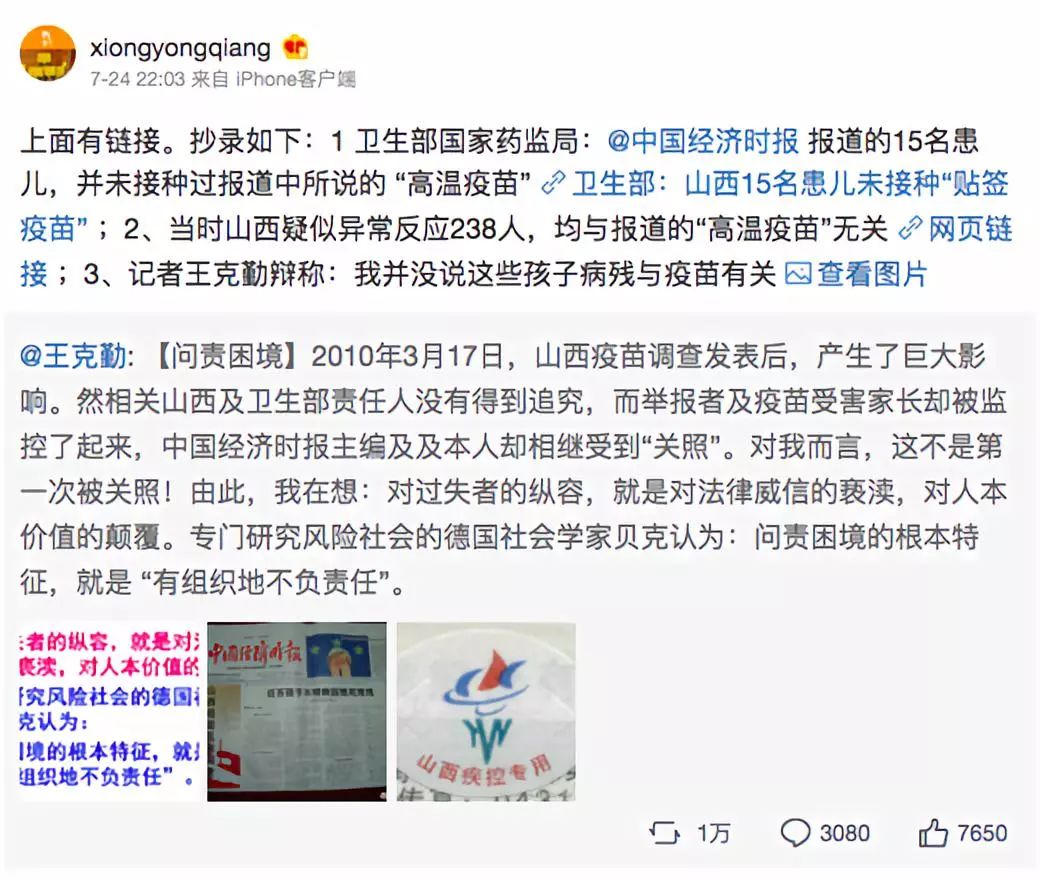 xiongyongqiang
7-24 22:03 来自 iPhone客户端
上面有链接。抄录如下：1 卫生部国家药监局：@中国经济时报 报道的15名患
儿，并未接种过报道中所说的 “高温疫苗” 卫生部：山西15名患儿未接种“贴签
疫苗” ；2、当时山西疑似异常反应238人，均与报道的“高温疫苗”无关 网页链
接 ；3、记者王克勤辩称：我并没说这些孩子病残与疫苗有关 查看图片
@王克勤: 【问责困境】2010年3月17日，山西疫苗调查发表后，产生了巨大影
响。然相关山西及卫生部责任人没有得到追究，而举报者及疫苗受害家长却被监
控了起来，中国经济时报主编及及本人却相继受到“关照”。对我而言，这不是第
一次被关照！由此，我在想：对过失者的纵容，就是对法律威信的亵渎，对人本
价值的颠覆。专门研究风险社会的德国社会学家贝克认为：问责困境的根本特
征，就是 “有组织地不负责任”。
者的纵容，就是对
亵渎，对人本价值的
究风险社会的德国
克认为：
境的根本特征，就
组织地不负责任”。
中国经济时报
山西疾控专用
1万
3080
7650